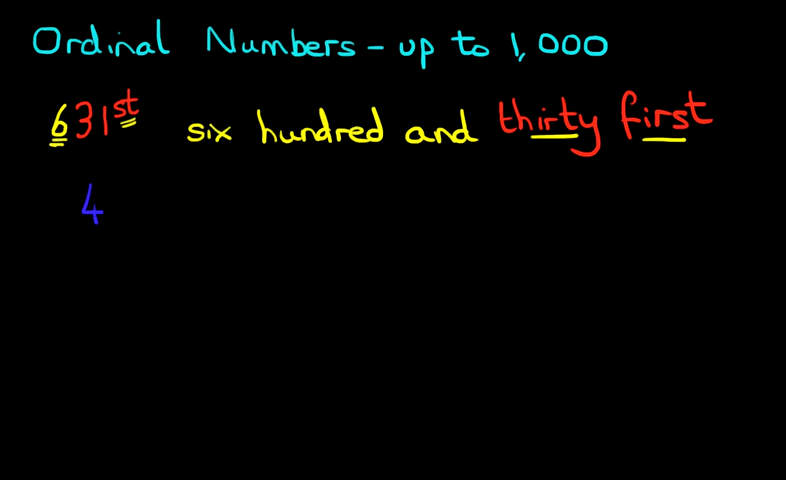 Ordinal Numbers - up to 1,000
631st six hundred and thirty first
4